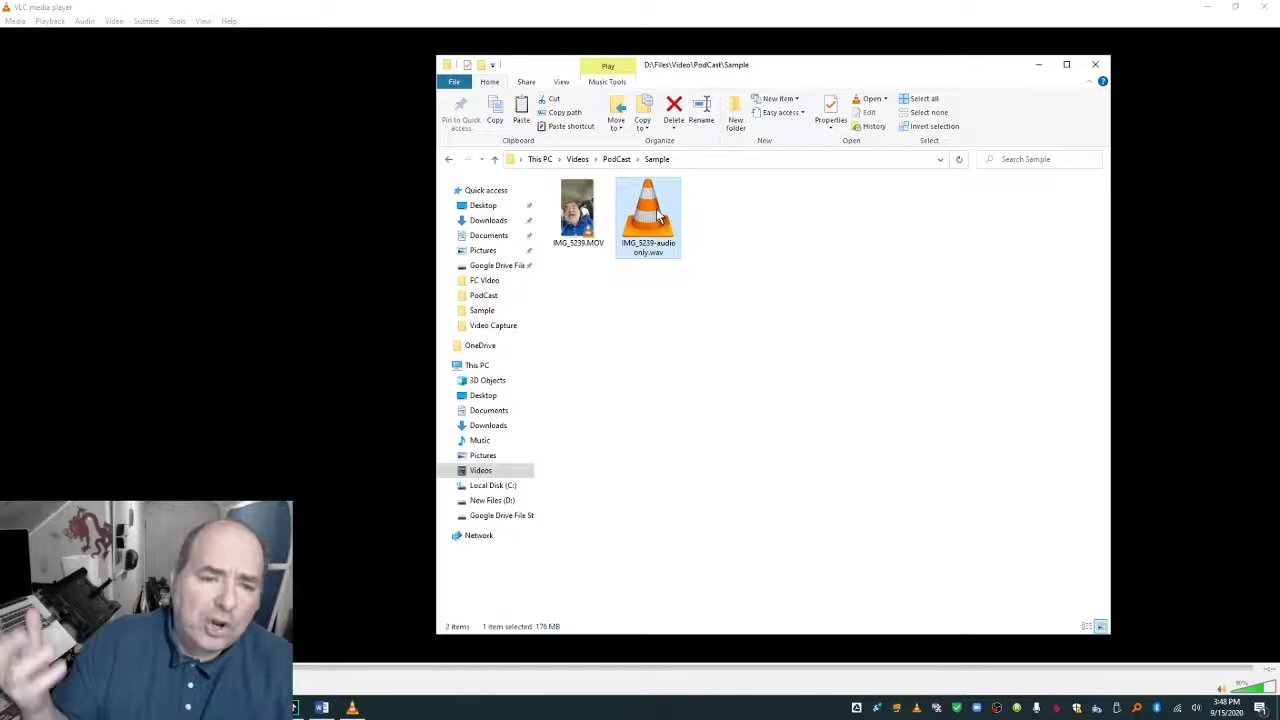 VLC media player
Media Playback Audio Video Subtitle Tools View Help
Play
D:\Files\Video\PodCast\Sample
File Home Share View Music Tools
Pin to Quick access
Copy
Paste
Cut
Copy path
Paste shortcut
Clipboard
Move to
Copy to
Delete
Rename
Organize
New folder
New item
Easy access
New
Properties
Open
Edit
History
Open
Select all
Select none
Invert selection
Select
This PC > Videos > PodCast > Sample
Search Sample
Quick access
Desktop
Downloads
Documents
Pictures
Google Drive File
FC VIdeo
PodCast
Sample
Video Capture
OneDrive
This PC
3D Objects
Desktop
Documents
Downloads
Music
Pictures
Videos
Local Disk (C:)
New Files (D:)
Google Drive File St
Network
IMG_5239.MOV
IMG_5239-audio
only.wav
2 items 1 item selected 176 MB
90%
3:48 PM
9/15/2020